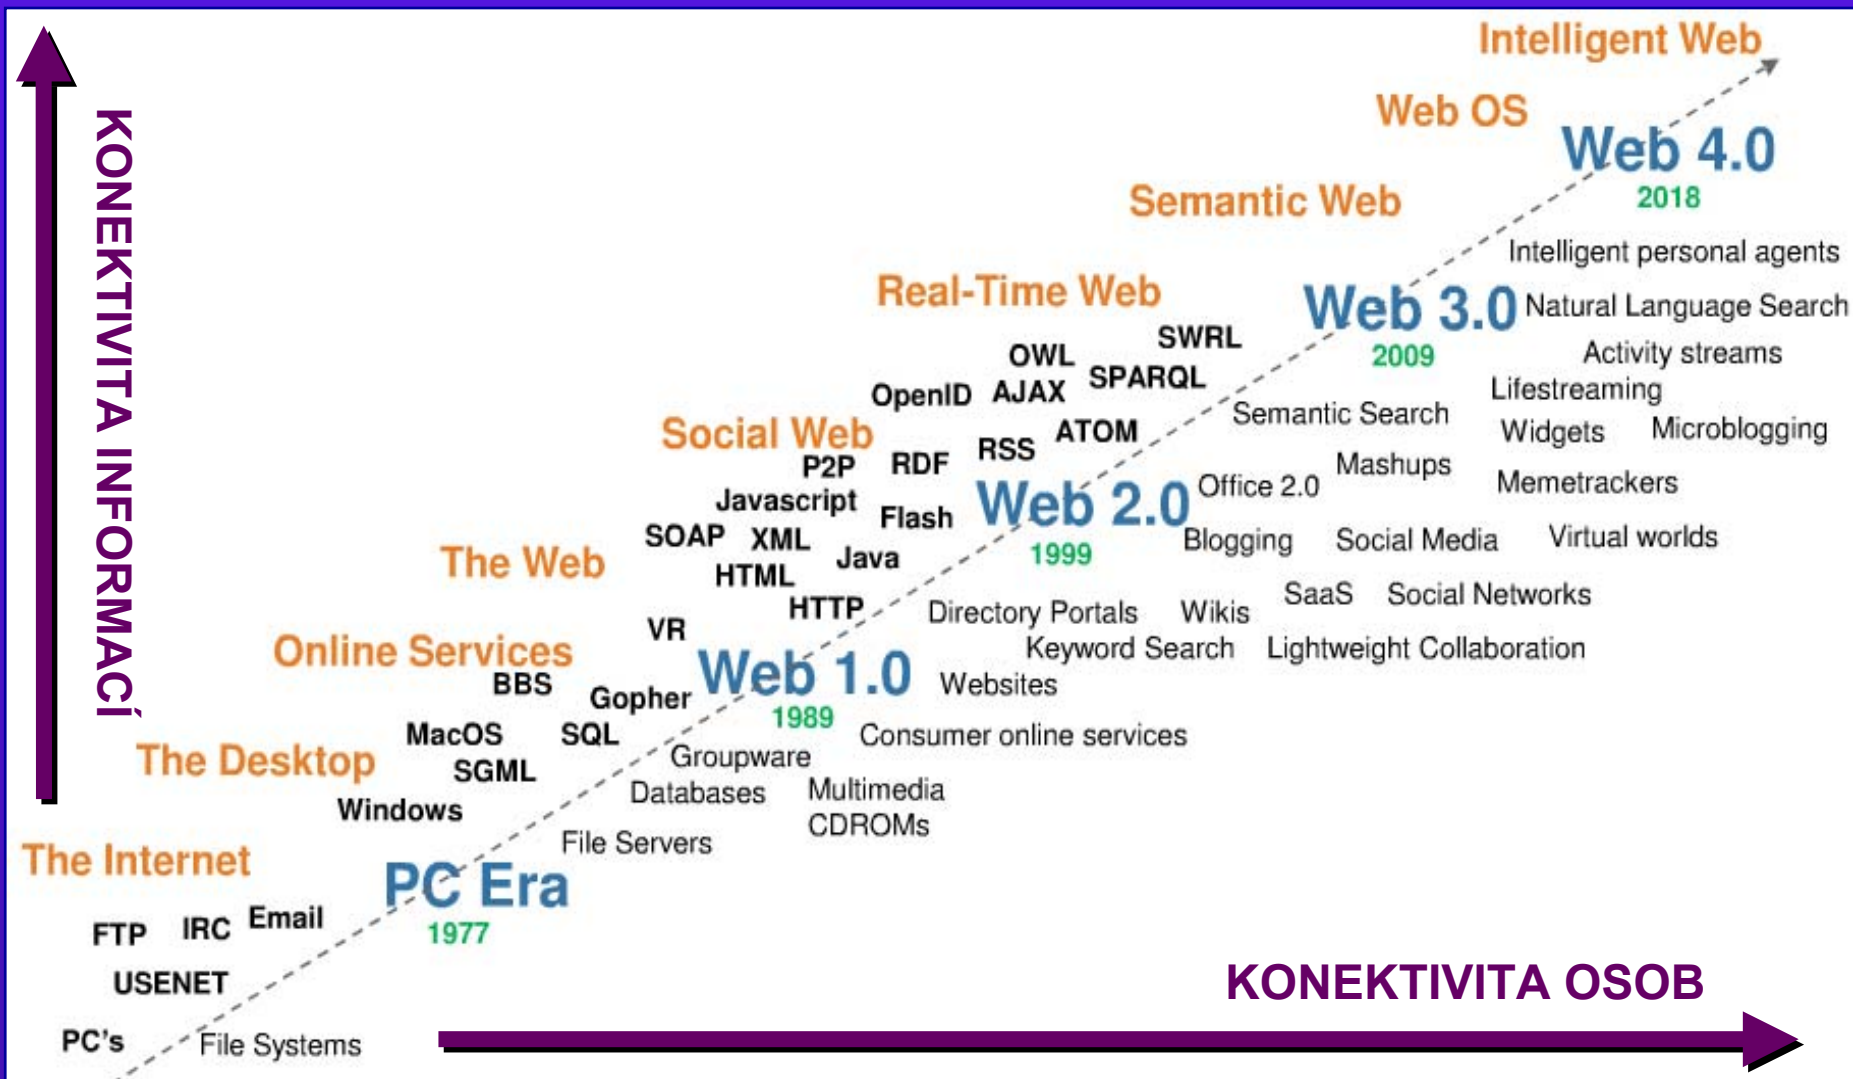 Intelligent Web
Web OS
Web 4.0
2018
Semantic Web
Intelligent personal agents
Real-Time Web
Web 3.0
Natural Language Search
2009
SWRL
OWL
SPARQL
Activity streams
OpenID
AJAX
Lifestreaming
Social Web
ATOM
Semantic Search
Widgets
Microblogging
P2P
RDF
RSS
Mashups
Memetrackers
Javascript
Flash
Web 2.0
Office 2.0
1999
SOAP
XML
Java
Blogging
Social Media
Virtual worlds
The Web
HTML
HTTP
Directory Portals
Wikis
SaaS
Social Networks
VR
Keyword Search
Lightweight Collaboration
Online Services
BBS
Gopher
Web 1.0
1989
Websites
MacOS
SQL
Consumer online services
The Desktop
SGML
Groupware
Windows
Databases
Multimedia
CDROMs
File Servers
The Internet
PC Era
1977
FTP
IRC
Email
USENET
PC's
File Systems
KONEKTIVITA INFORMACÍ
KONEKTIVITA OSOB